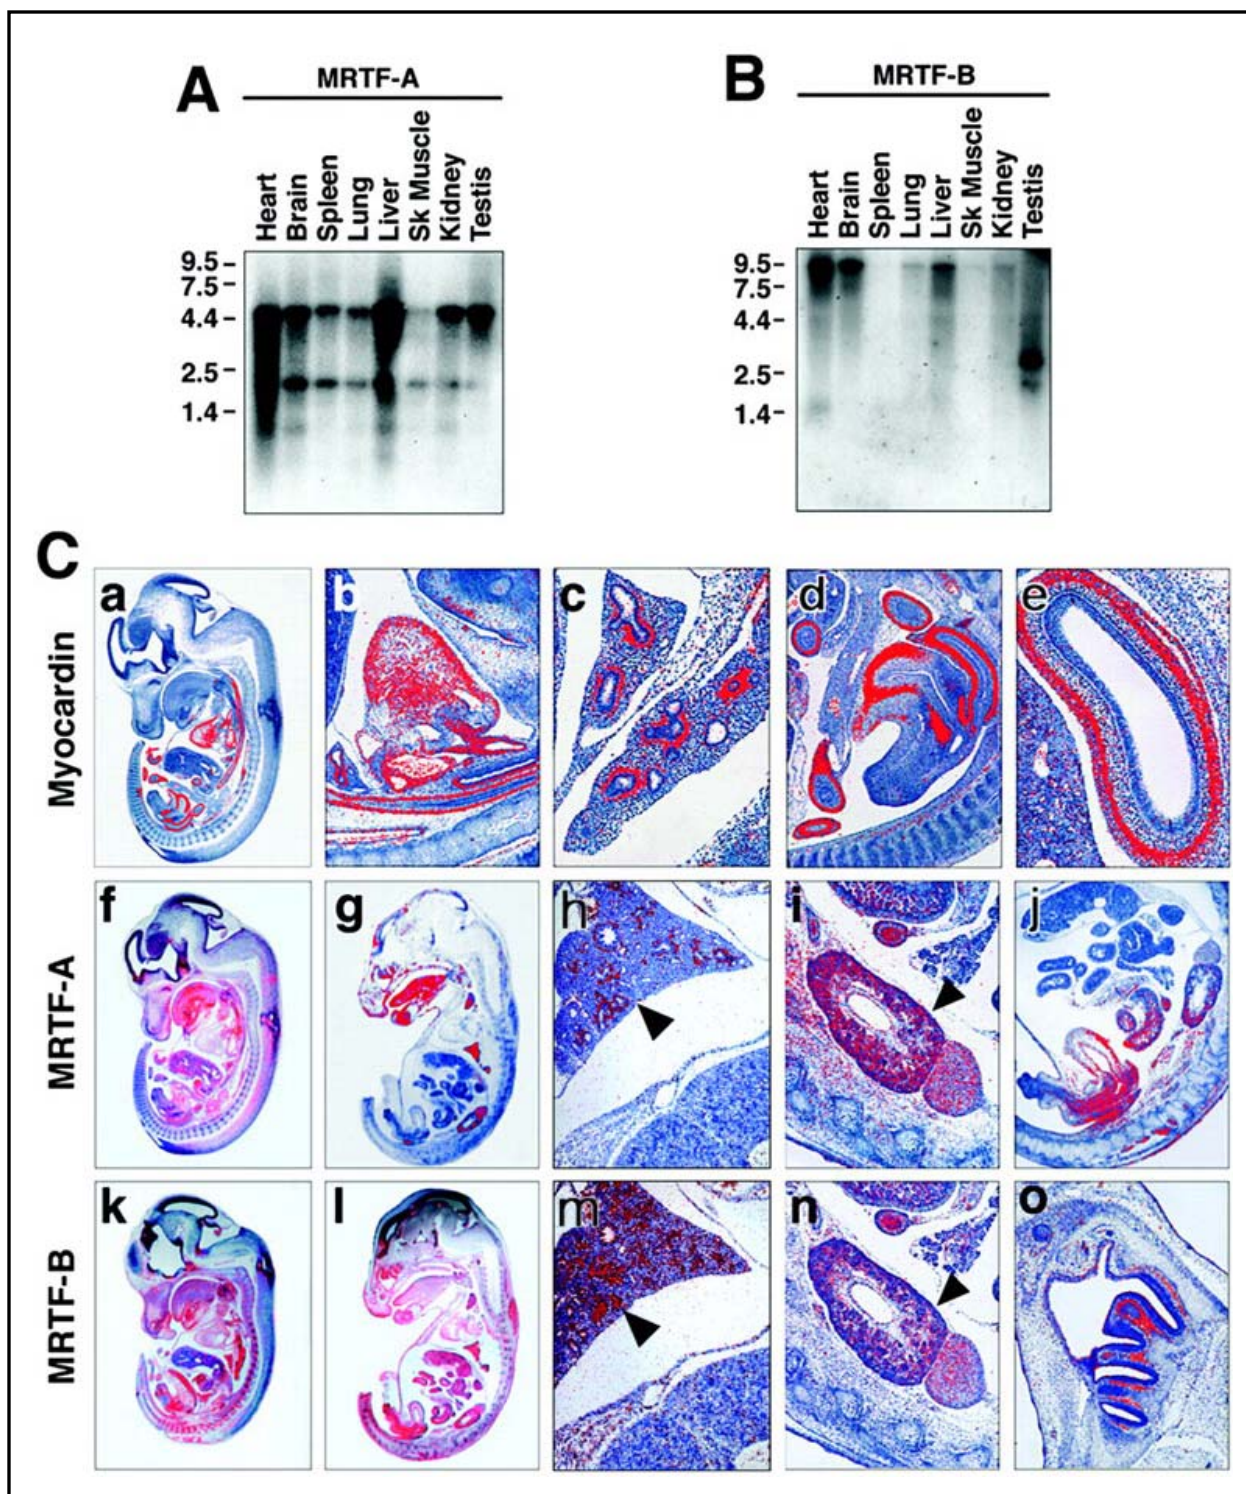 A
MRTF-A
Heart
Brain
Spleen
Lung
Liver
Sk Muscle
Kidney
Testis
9.5
7.5
4.4
2.5
1.4
B
MRTF-B
Heart
Brain
Spleen
Lung
Liver
Sk Muscle
Kidney
Testis
9.5
7.5
4.4
2.5
1.4
C
Myocardin
a
b
c
d
e
MRTF-A
f
g
h
i
j
MRTF-B
k
l
m
n
o